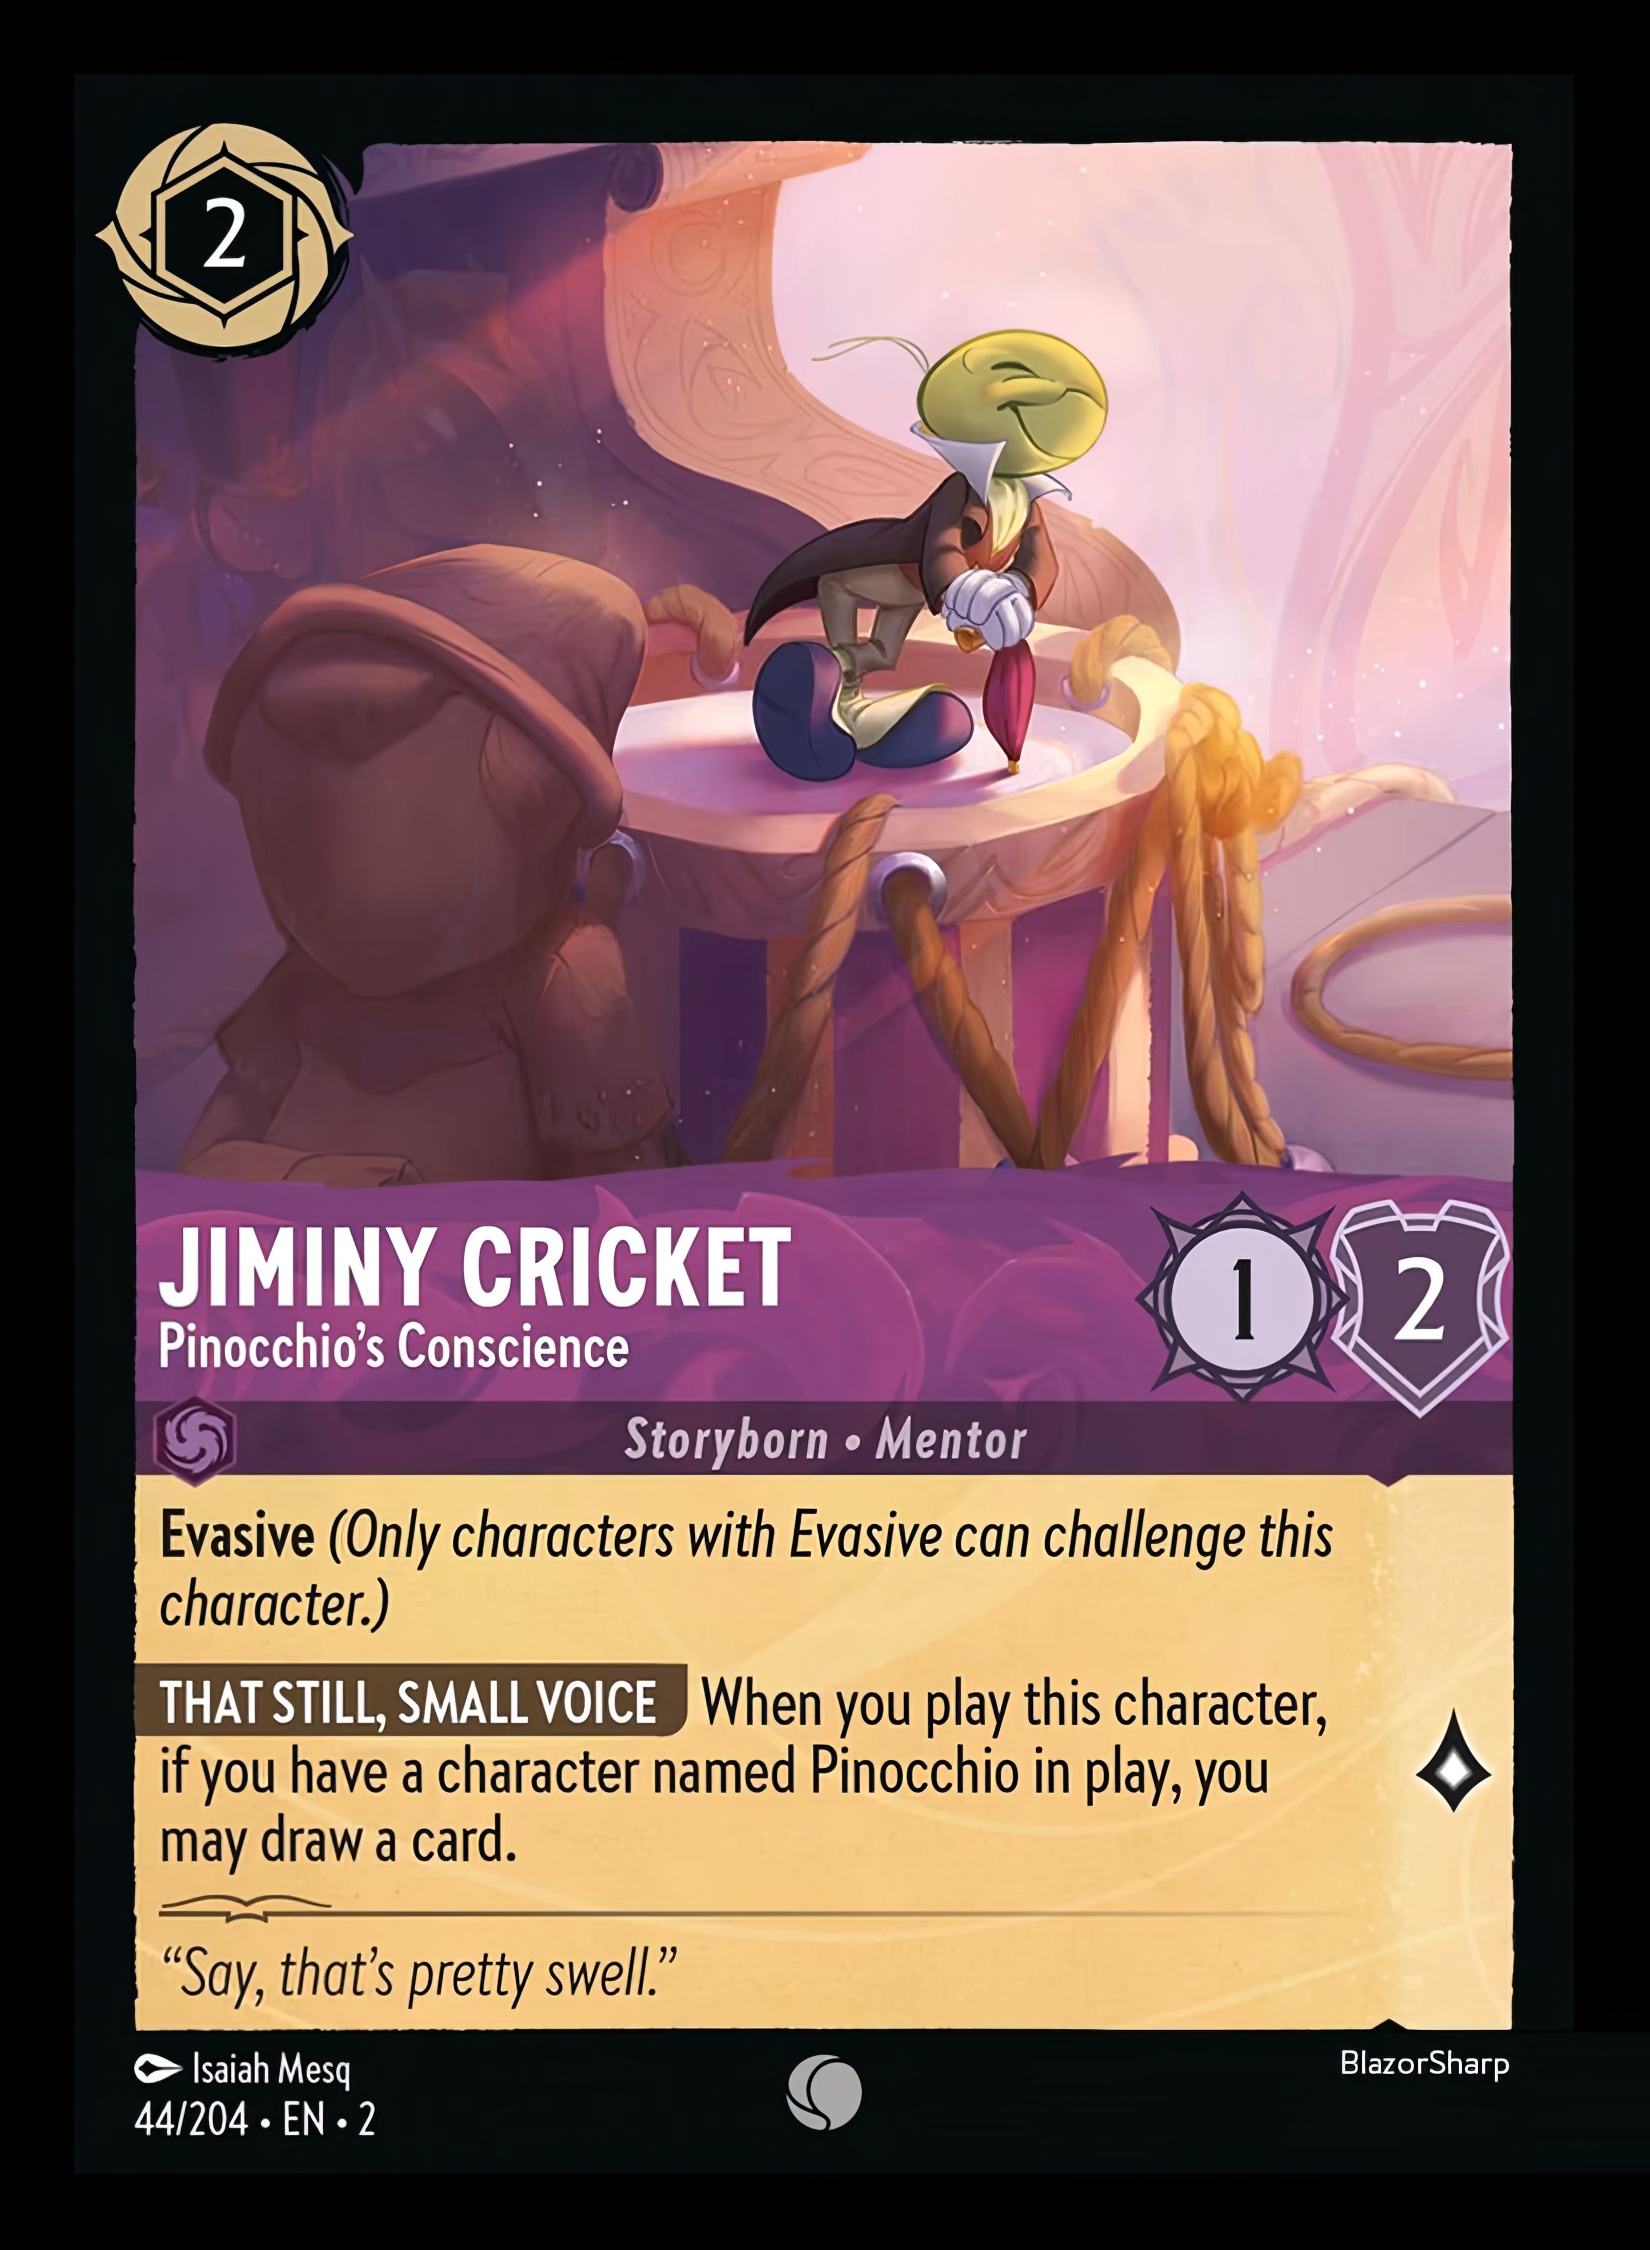 2
JIMINY CRICKET
Pinocchio's Conscience
1
2
Storyborn • Mentor
Evasive (Only characters with Evasive can challenge this
character.)
THAT STILL, SMALL VOICE When you play this character,
if you have a character named Pinocchio in play, you
may draw a card.
“Say, that’s pretty swell.”
Isaiah Mesq
BlazorSharp
44/204 • EN • 2